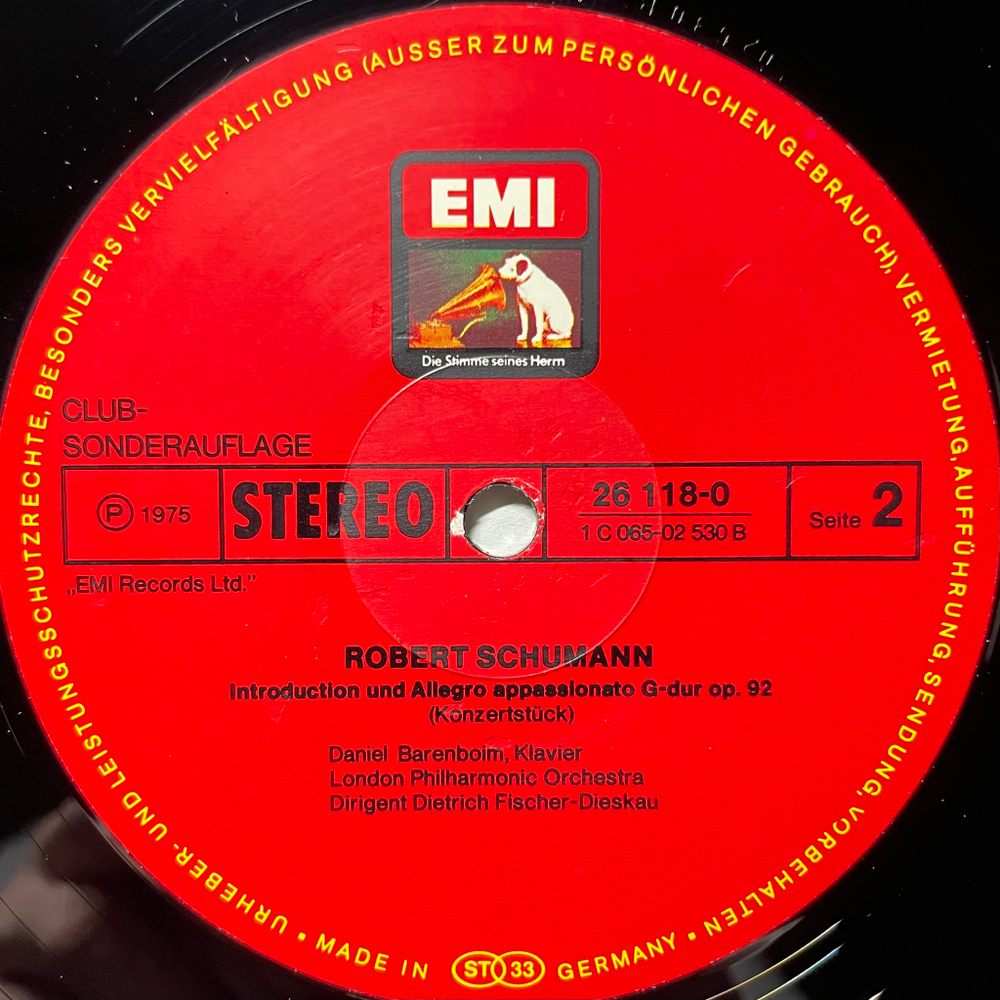 URHEBER- UND LEISTUNGSSCHUTZRECHTE, BESONDERS VERVIELFÄLTIGUNG (AUSSER ZUM PERSÖNLICHEN GEBRAUCH), VERMIETUNG, AUFFÜHRUNG, SENDUNG, VORBEHALTEN
EMI
Die Stimme seines Herrn
CLUB-
SONDERAUFLAGE
Ⓟ 1975
STEREO
26 118-0
1 C 065-02 530 B
Seite 2
„EMI Records Ltd.”
ROBERT SCHUMANN
Introduction und Allegro appassionato G-dur op. 92
(Konzertstück)
Daniel Barenboim, Klavier
London Philharmonic Orchestra
Dirigent Dietrich Fischer-Dieskau
▪ MADE IN ST 33 GERMANY ▪